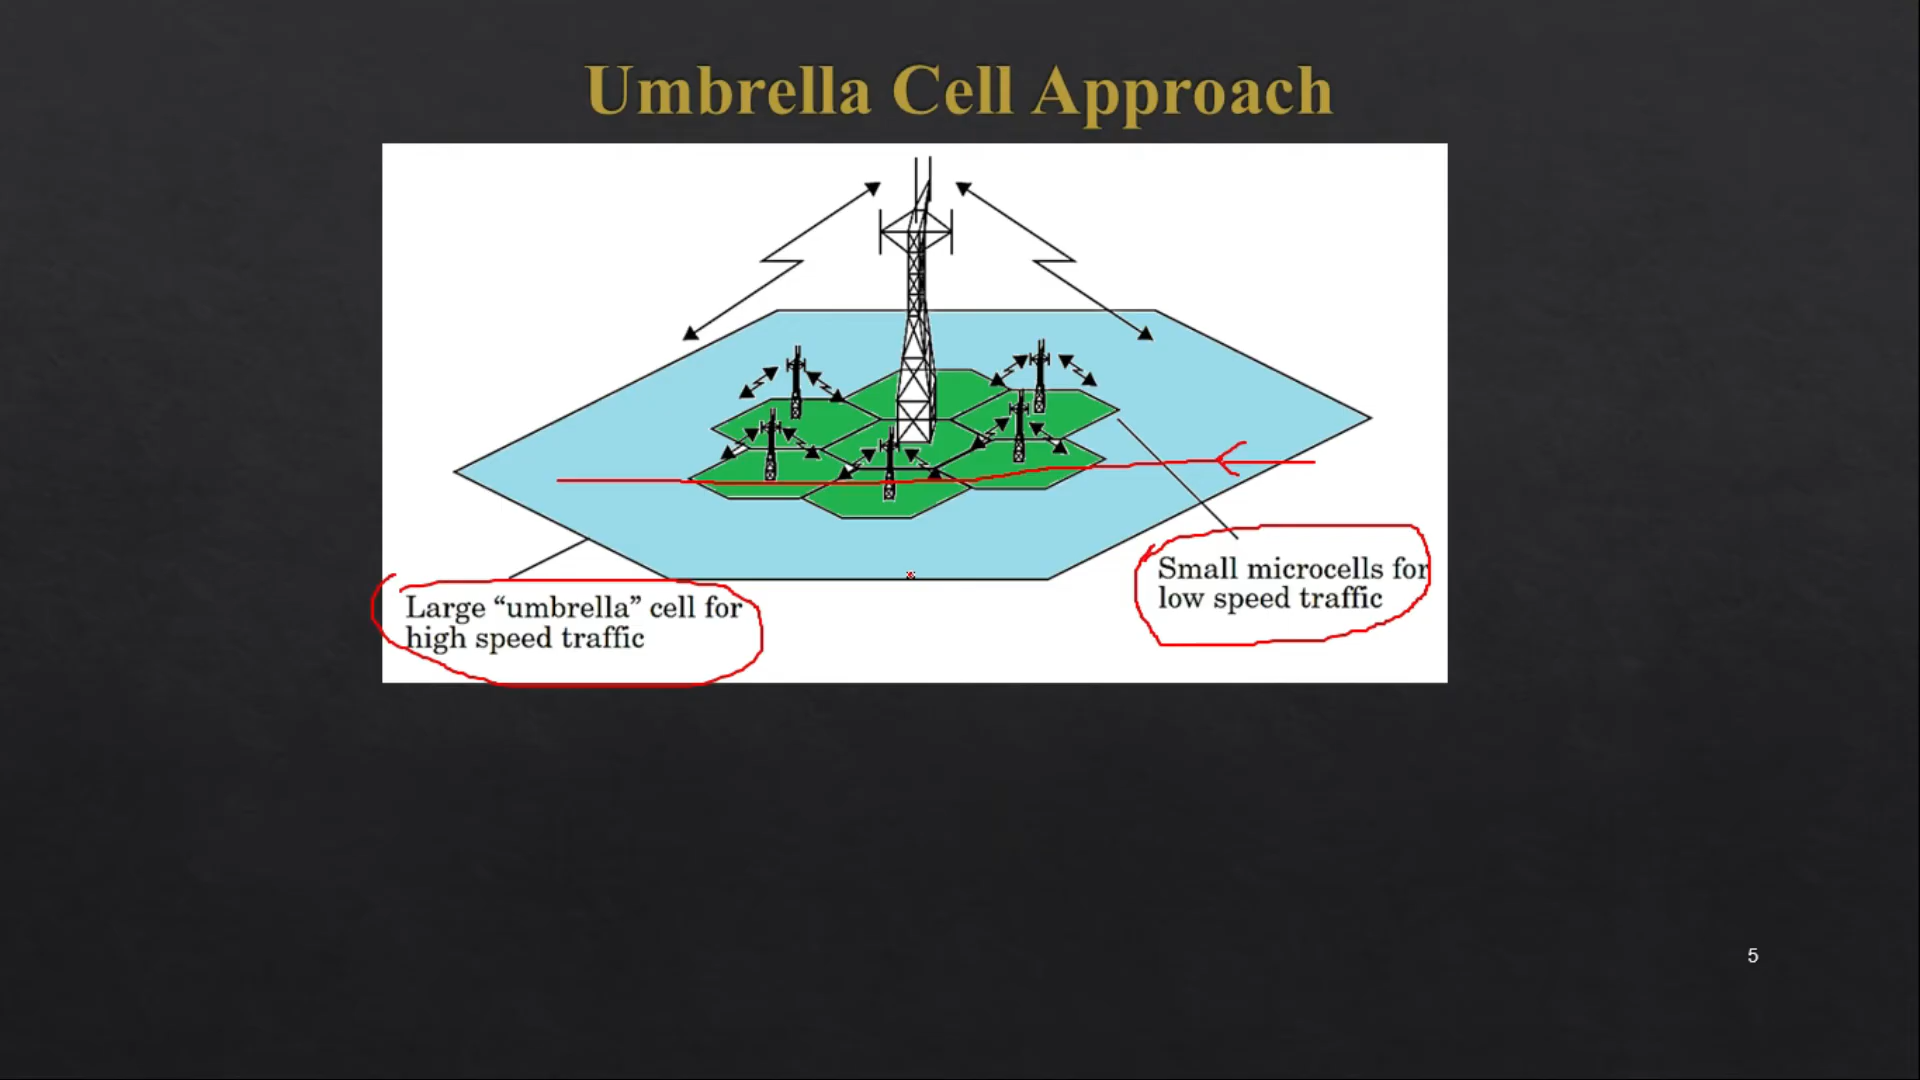 Umbrella Cell Approach
Small microcells for
low speed traffic
Large “umbrella” cell for
high speed traffic
5